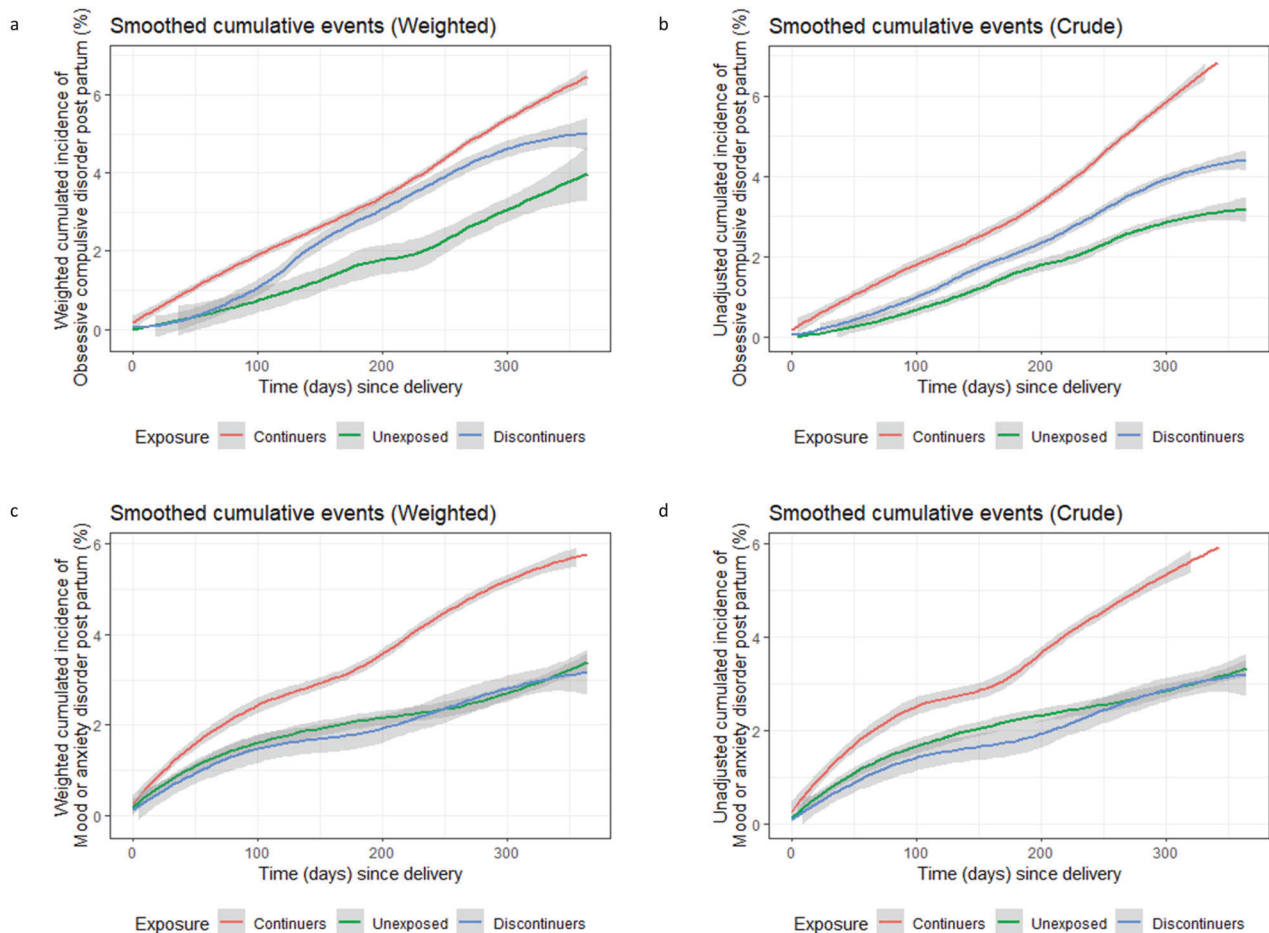 a
Smoothed cumulative events (Weighted)
Weighted cumulated incidence of
Obsessive compulsive disorder post partum (%)
6
4
2
0
0 100 200 300
Time (days) since delivery
Exposure Continuers Unexposed Discontinuers
b
Smoothed cumulative events (Crude)
Unadjusted cumulated incidence of
Obsessive compulsive disorder post partum (%)
6
4
2
0
0 100 200 300
Time (days) since delivery
Exposure Continuers Unexposed Discontinuers
c
Smoothed cumulative events (Weighted)
Weighted cumulated incidence of
Mood or anxiety disorder post partum (%)
6
4
2
0
0 100 200 300
Time (days) since delivery
Exposure Continuers Unexposed Discontinuers
d
Smoothed cumulative events (Crude)
Unadjusted cumulated incidence of
Mood or anxiety disorder post partum (%)
6
4
2
0
0 100 200 300
Time (days) since delivery
Exposure Continuers Unexposed Discontinuers